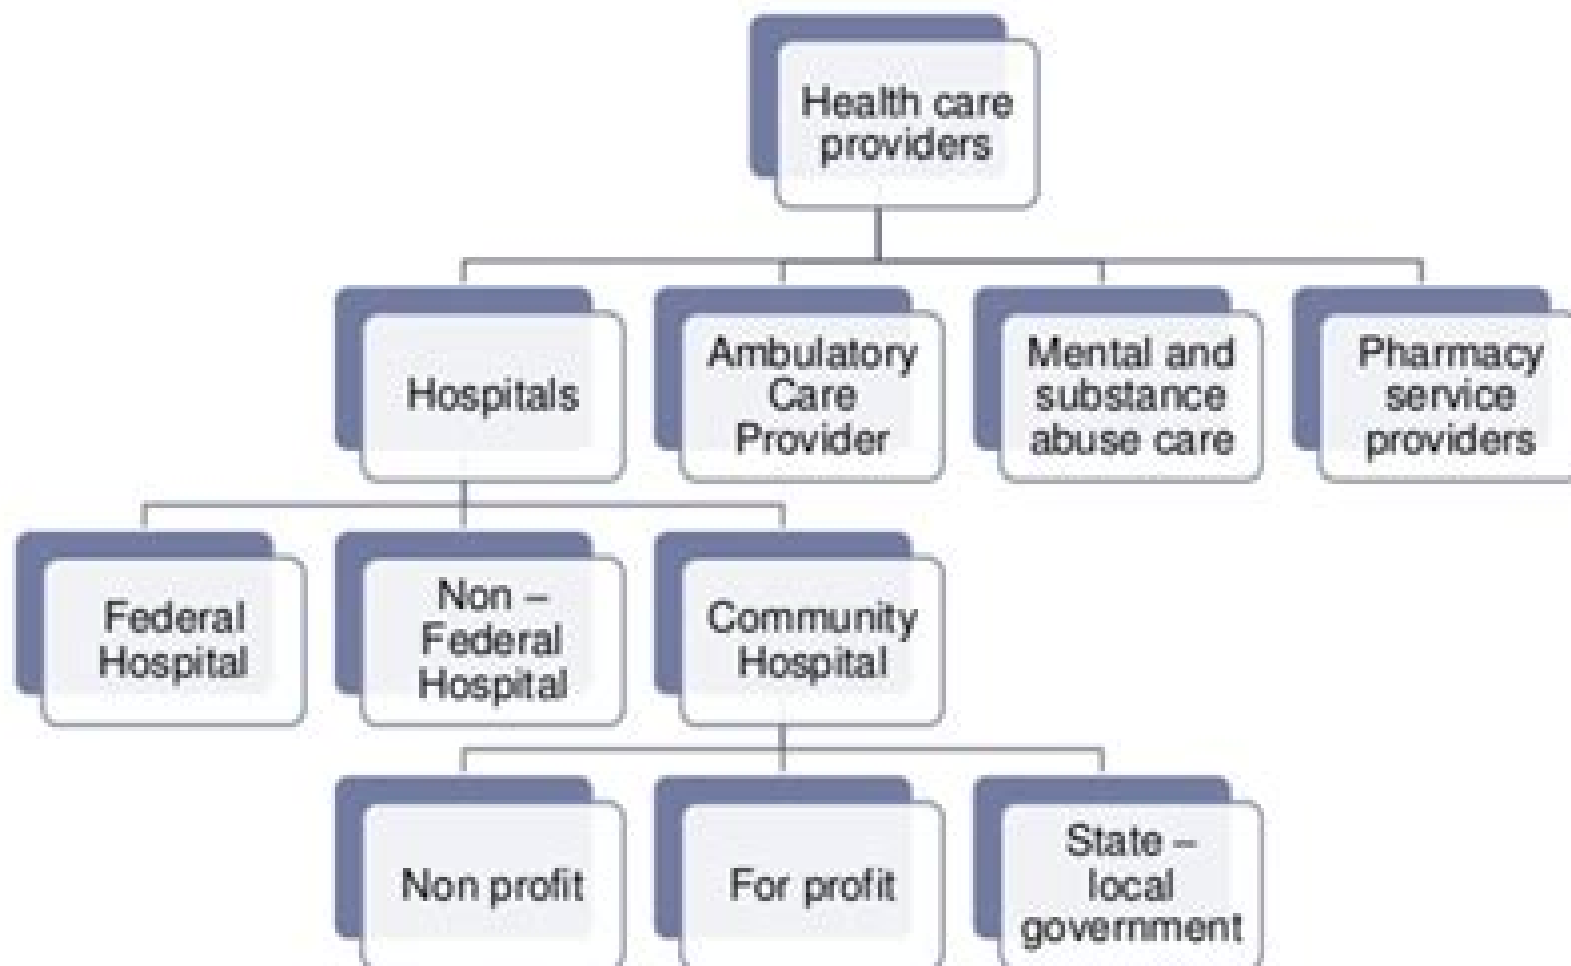 Health care
providers
Hospitals
Ambulatory
Care
Provider
Mental and
substance
abuse care
Pharmacy
service
providers
Federal
Hospital
Non –
Federal
Hospital
Community
Hospital
Non profit
For profit
State –
local
government